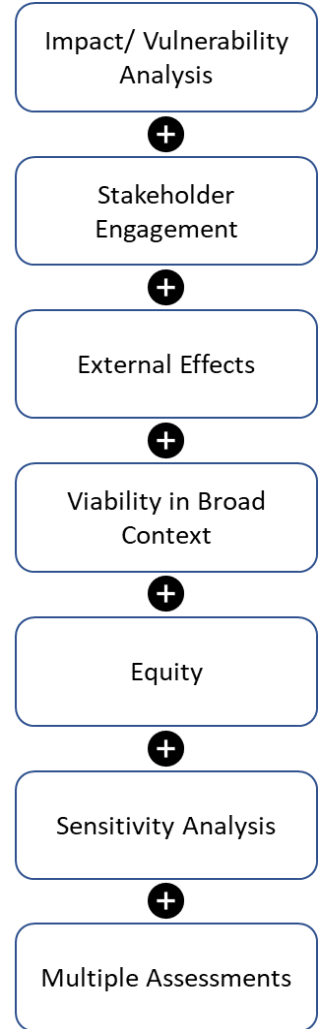 Impact/ Vulnerability
Analysis
+
Stakeholder
Engagement
+
External Effects
+
Viability in Broad
Context
+
Equity
+
Sensitivity Analysis
+
Multiple Assessments